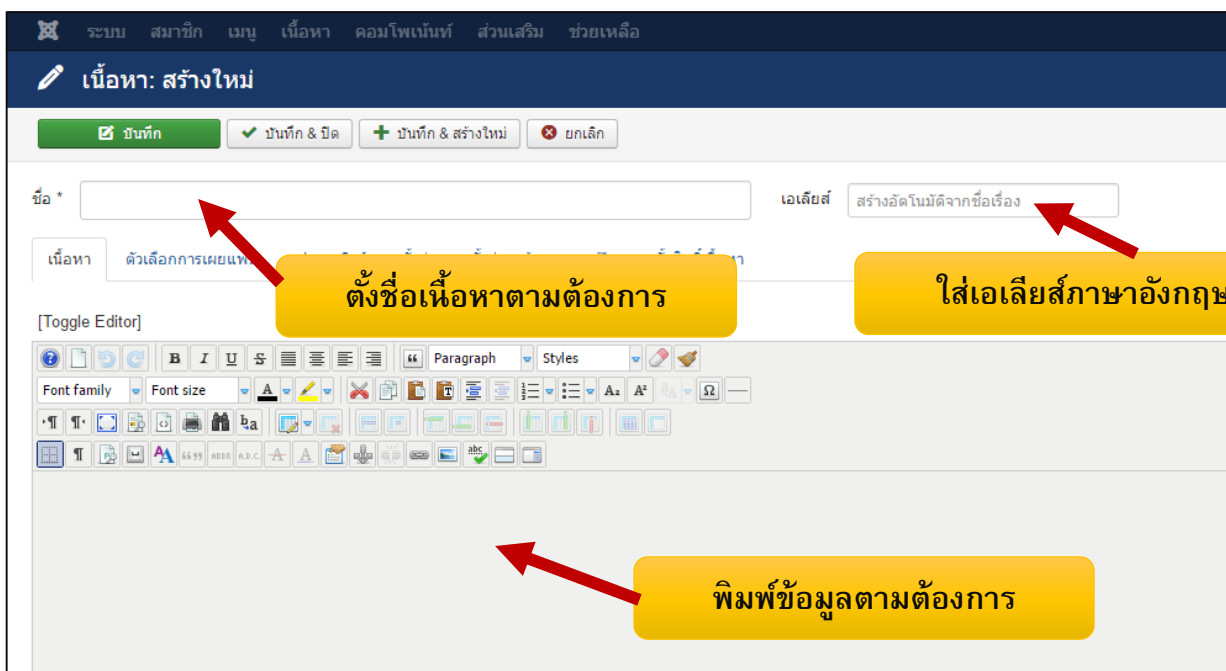 ระบบ สมาชิก เมนู เนื้อหา คอมโพเน้นท์ ส่วนเสริม ช่วยเหลือ
เนื้อหา: สร้างใหม่
บันทึก บันทึก & ปิด บันทึก & สร้างใหม่ ยกเลิก
ชื่อ * เอเลียส์ สร้างอัตโนมัติจากชื่อเรื่อง
เนื้อหา ตัวเลือกการเผยแพ
ตั้งชื่อเนื้อหาตามต้องการ ใส่เอเลียส์ภาษาอังกฤษ
[Toggle Editor]
B I U S Paragraph Styles
Font family Font size A A₂ A² Ω
พิมพ์ข้อมูลตามต้องการ